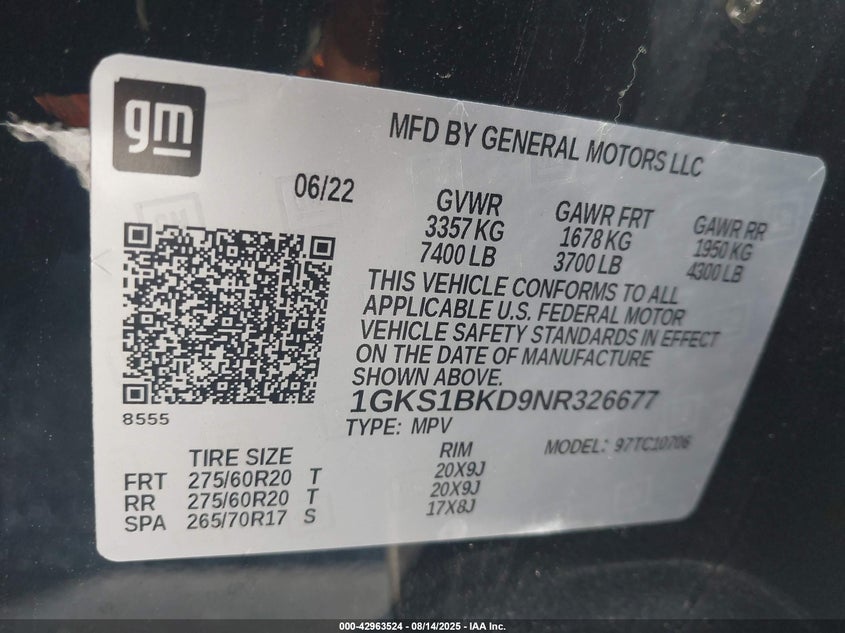 gm
MFD BY GENERAL MOTORS LLC
06/22
GVWR GAWR FRT GAWR RR
3357 KG 1678 KG 1950 KG
7400 LB 3700 LB 4300 LB
THIS VEHICLE CONFORMS TO ALL
APPLICABLE U.S. FEDERAL MOTOR
VEHICLE SAFETY STANDARDS IN EFFECT
ON THE DATE OF MANUFACTURE
SHOWN ABOVE.
8555
1GKS1BKD9NR326677
TYPE: MPV MODEL: 97TC10706
TIRE SIZE RIM
FRT 275/60R20 T 20X9J
RR 275/60R20 T 20X9J
SPA 265/70R17 S 17X8J
000-42963524 - 08/14/2025 - IAA Inc.